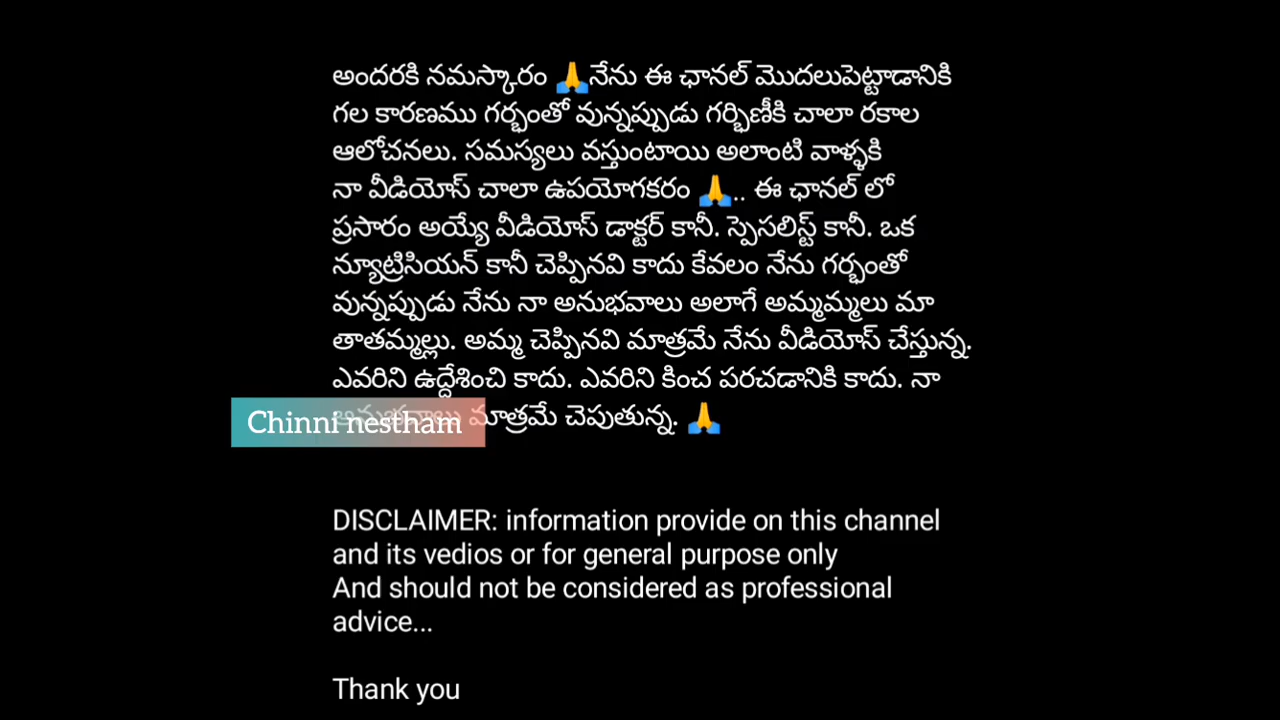 అందరకి నమస్కారం 🙏నేను ఈ ఛానల్ మొదలుపెట్టాడానికి
గల కారణము గర్భంతో వున్నప్పుడు గర్భిణీకి చాలా రకాల
ఆలోచనలు. సమస్యలు వస్తుంటాయి అలాంటి వాళ్ళకి
నా వీడియోస్ చాలా ఉపయోగకరం 🙏.. ఈ ఛానల్ లో
ప్రసారం అయ్యే వీడియోస్ డాక్టర్ కానీ. స్పెసలిస్ట్ కానీ. ఒక
న్యూట్రిసియన్ కానీ చెప్పినవి కాదు కేవలం నేను గర్భంతో
వున్నప్పుడు నేను నా అనుభవాలు అలాగే అమ్మమ్మలు మా
తాతమ్మల్లు. అమ్మ చెప్పినవి మాత్రమే నేను వీడియోస్ చేస్తున్న.
ఎవరిని ఉద్దేశించి కాదు. ఎవరిని కించ పరచడానికి కాదు. నా
అనుభవాలు మాత్రమే చెపుతున్న. 🙏
Chinni nestham
DISCLAIMER: information provide on this channel
and its vedios or for general purpose only
And should not be considered as professional
advice...
Thank you